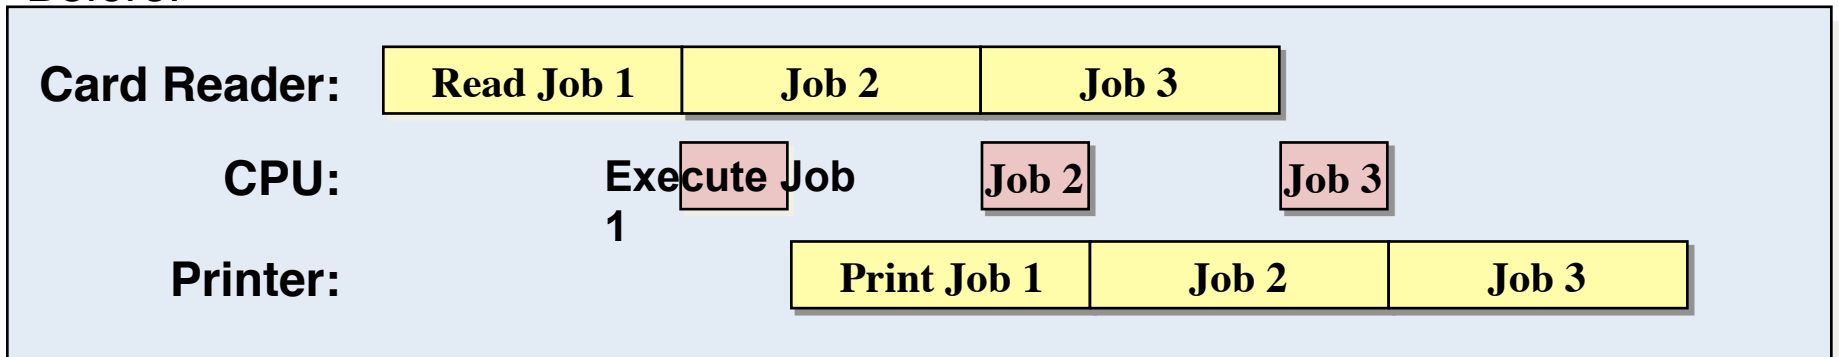 Before:
Card Reader: Read Job 1 Job 2 Job 3
CPU: Execute Job Job 2 Job 3
1
Printer: Print Job 1 Job 2 Job 3